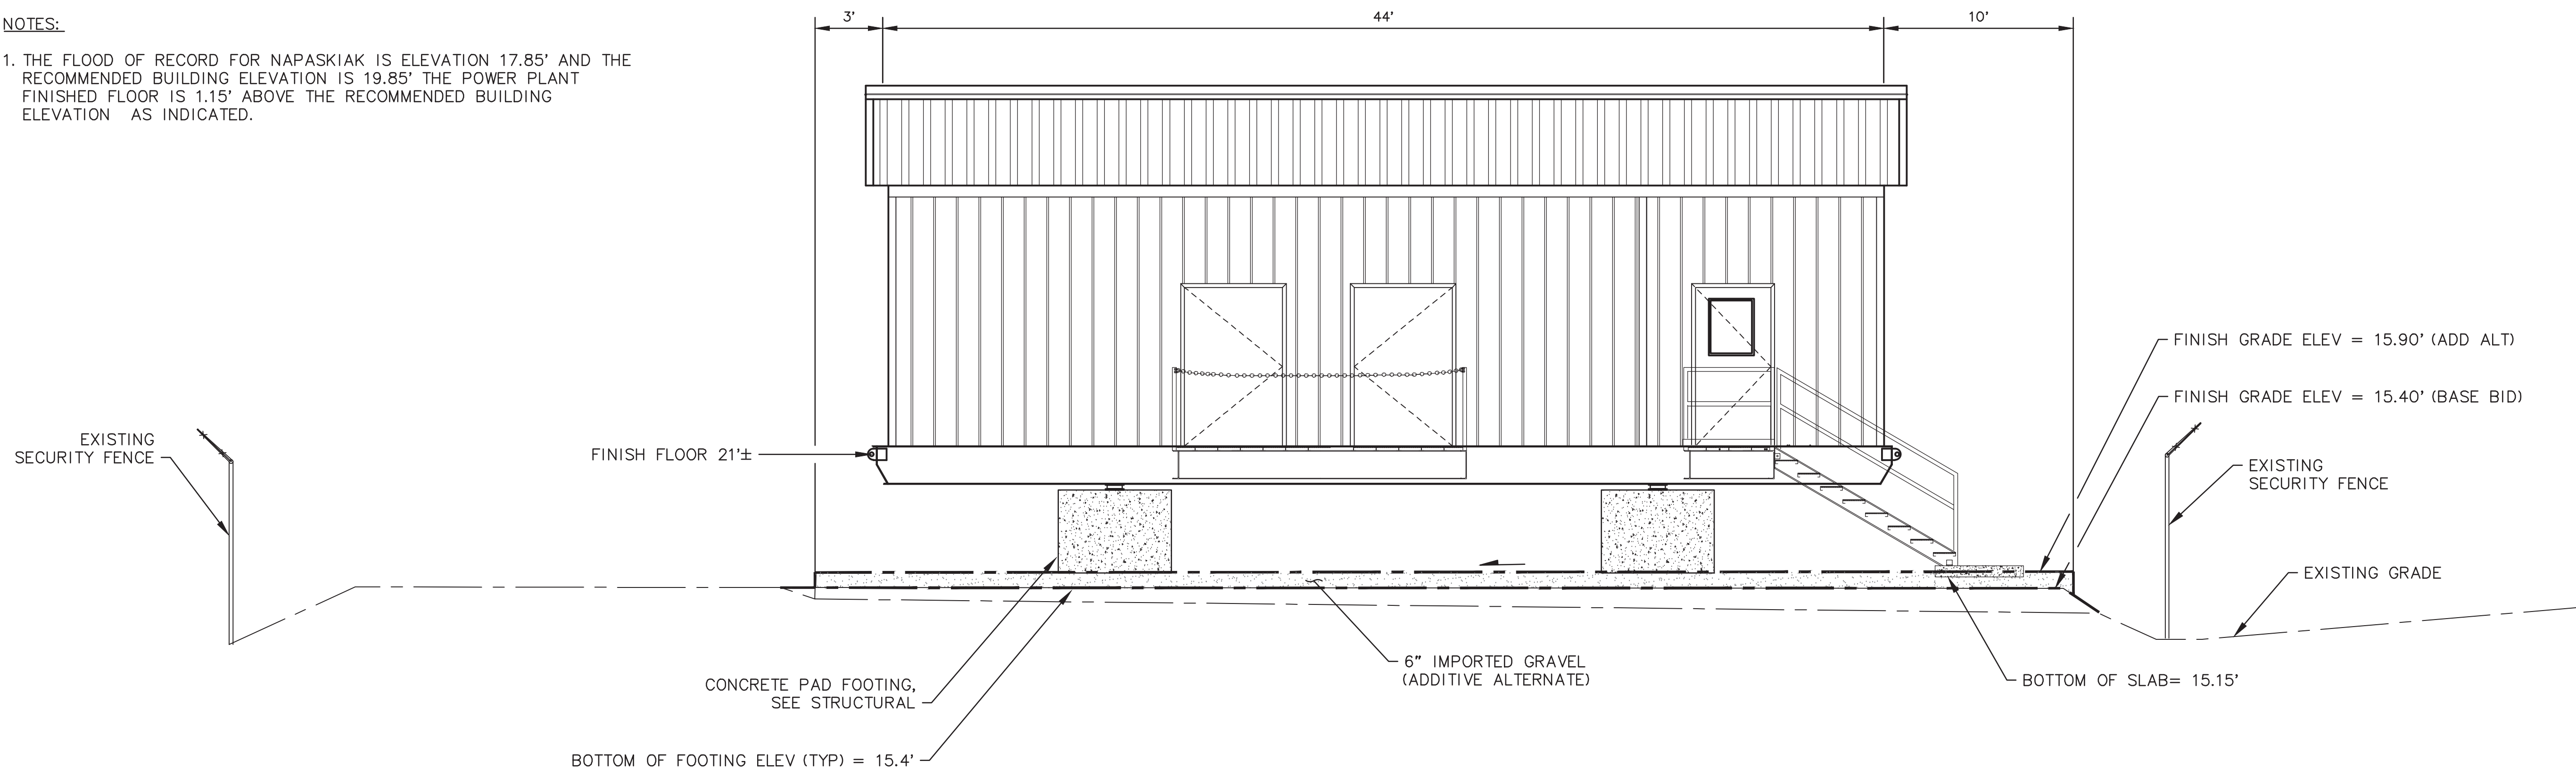 NOTES:
1. THE FLOOD OF RECORD FOR NAPASKIAK IS ELEVATION 17.85' AND THE
RECOMMENDED BUILDING ELEVATION IS 19.85' THE POWER PLANT
FINISHED FLOOR IS 1.15' ABOVE THE RECOMMENDED BUILDING
ELEVATION AS INDICATED.
3'
44'
10'
FINISH GRADE ELEV = 15.90' (ADD ALT)
FINISH GRADE ELEV = 15.40' (BASE BID)
EXISTING
SECURITY FENCE
FINISH FLOOR 21'±
EXISTING
SECURITY FENCE
EXISTING GRADE
6" IMPORTED GRAVEL
(ADDITIVE ALTERNATE)
BOTTOM OF SLAB= 15.15'
CONCRETE PAD FOOTING,
SEE STRUCTURAL
BOTTOM OF FOOTING ELEV (TYP) = 15.4'